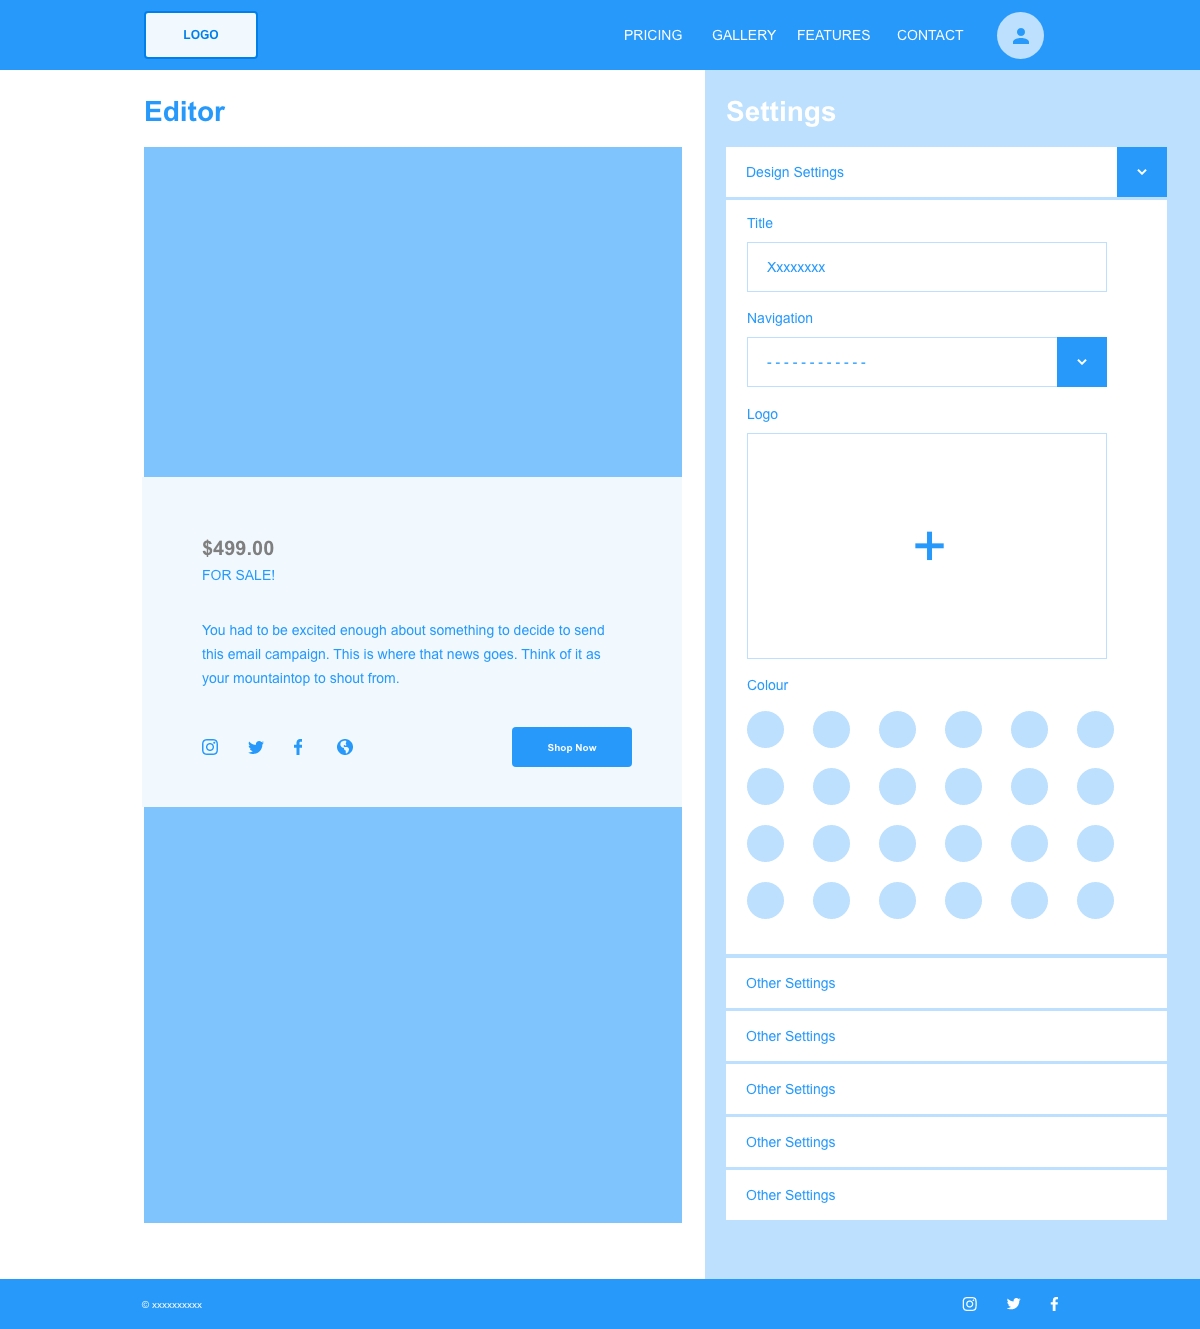 LOGO
PRICING
GALLERY
FEATURES
CONTACT
Editor
$499.00
FOR SALE!
You had to be excited enough about something to decide to send
this email campaign. This is where that news goes. Think of it as
your mountaintop to shout from.
Shop Now
Settings
Design Settings
Title
Xxxxxxxx
Navigation
- - - - - - - - - - - -
Logo
Colour
Other Settings
Other Settings
Other Settings
Other Settings
Other Settings
© xxxxxxxxxx